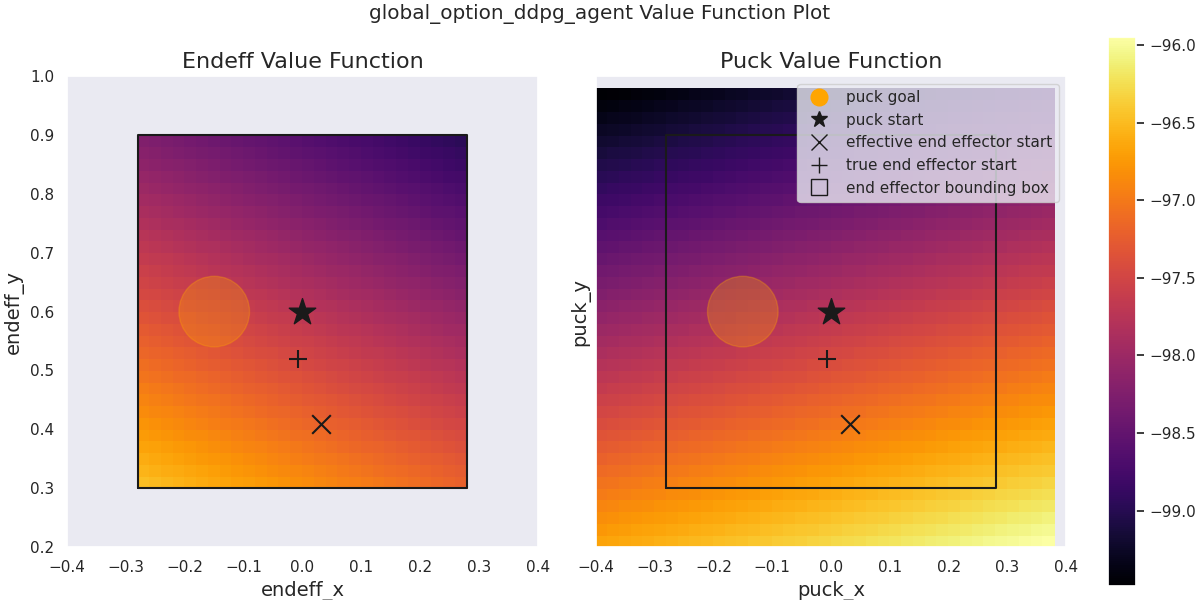 global_option_ddpg_agent Value Function Plot
Endeff Value Function
1.0
0.9
0.8
0.7
0.6
0.5
0.4
0.3
0.2
endeff_y
−0.4 −0.3 −0.2 −0.1 0.0 0.1 0.2 0.3 0.4
endeff_x
Puck Value Function
puck goal
puck start
effective end effector start
true end effector start
end effector bounding box
puck_y
−0.4 −0.3 −0.2 −0.1 0.0 0.1 0.2 0.3 0.4
puck_x
−96.0
−96.5
−97.0
−97.5
−98.0
−98.5
−99.0